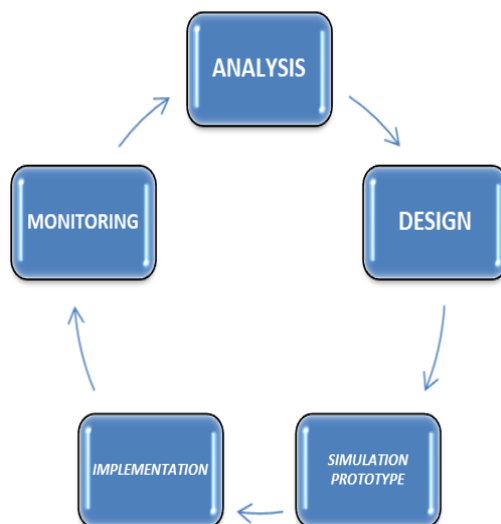 ANALYSIS
DESIGN
SIMULATION
PROTOTYPE
IMPLEMENTATION
MONITORING